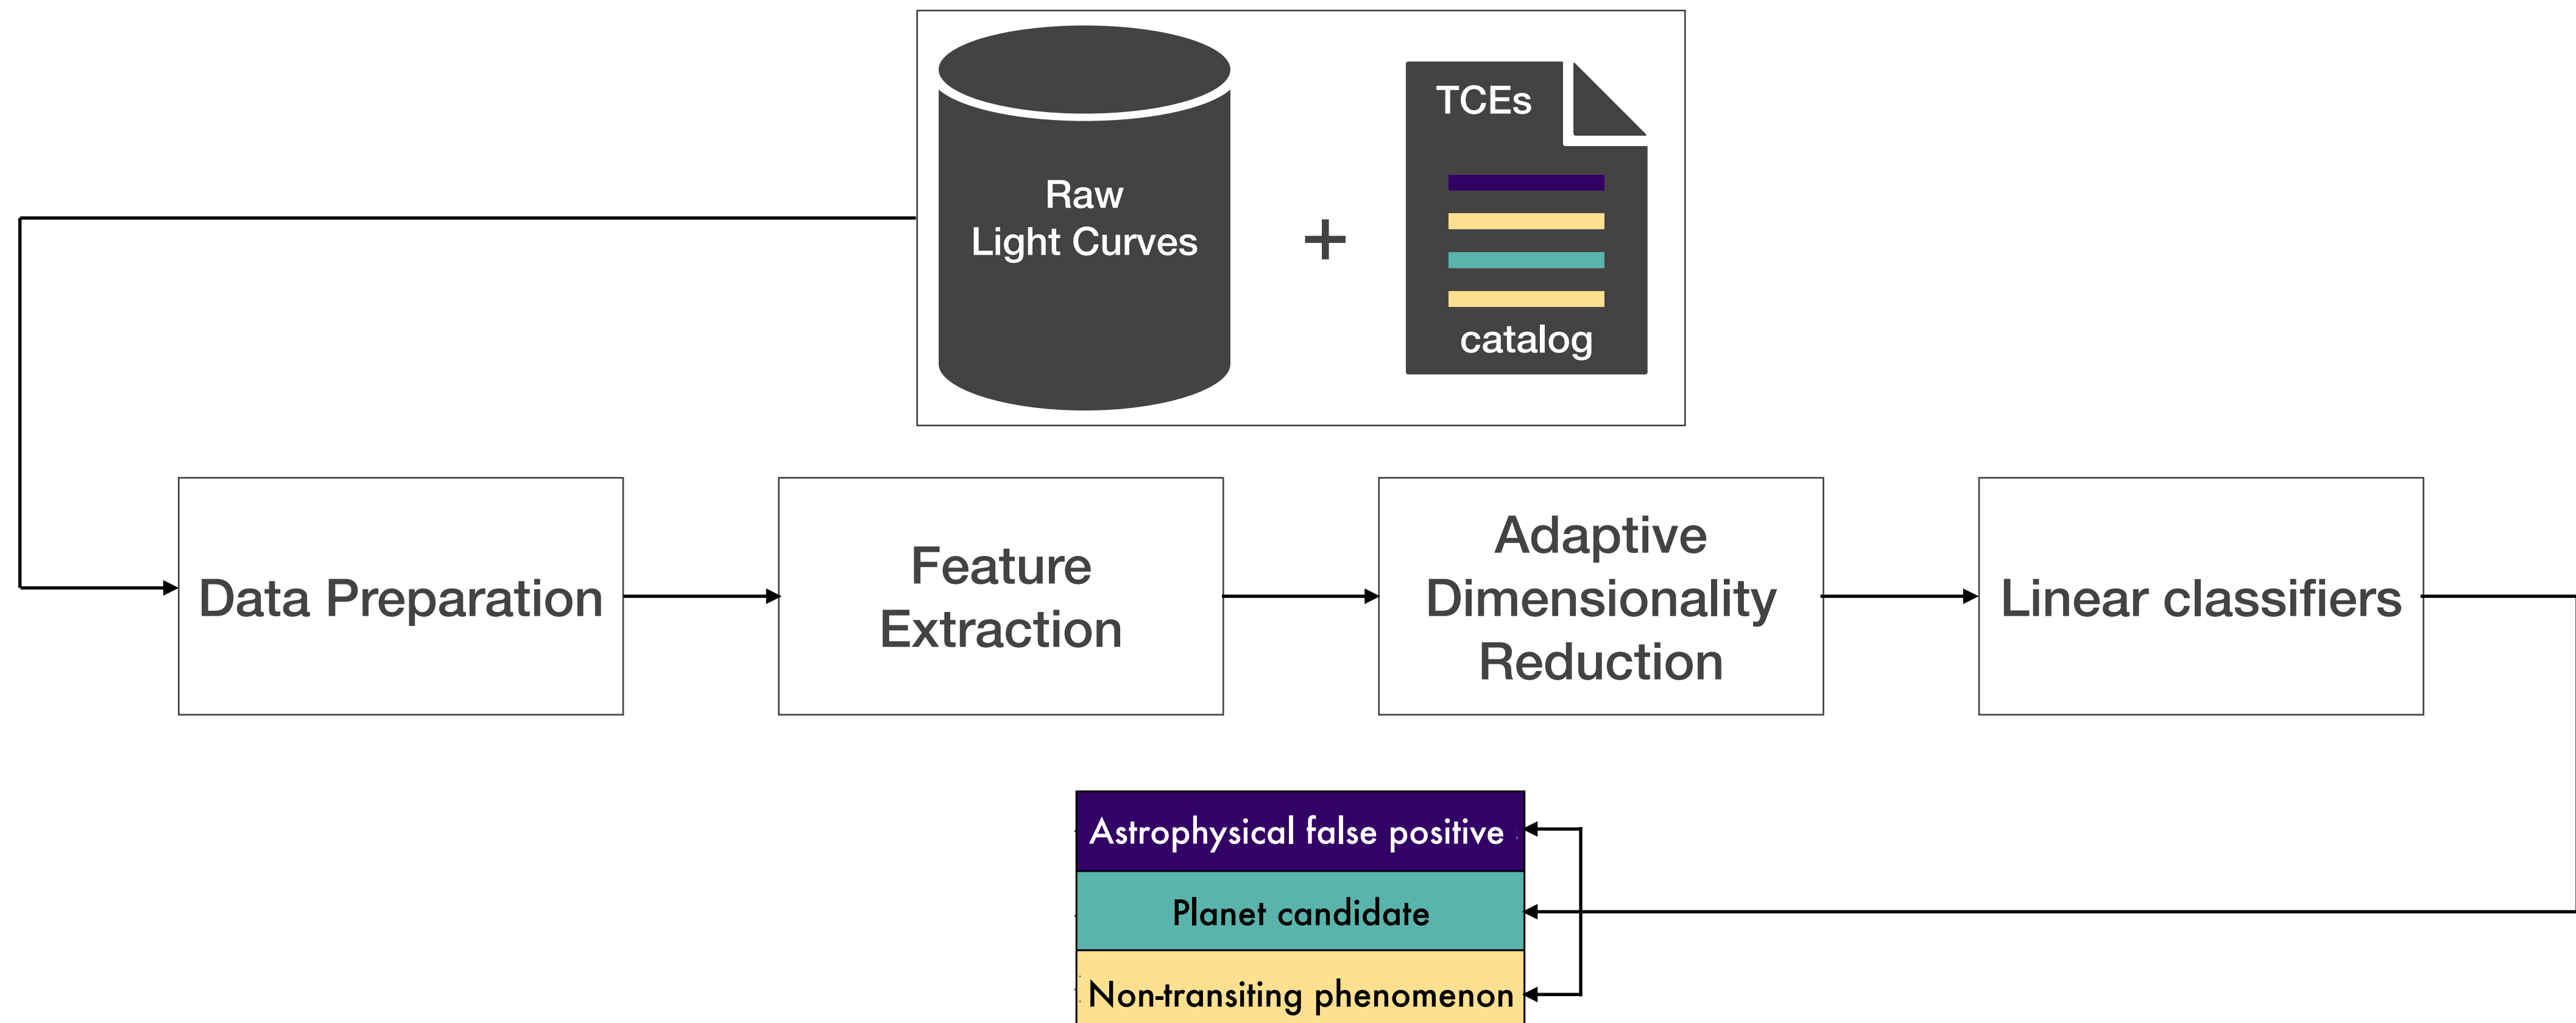 Raw
Light Curves
+
TCEs
catalog
Data Preparation
Feature
Extraction
Adaptive
Dimensionality
Reduction
Linear classifiers
Astrophysical false positive
Planet candidate
Non-transiting phenomenon